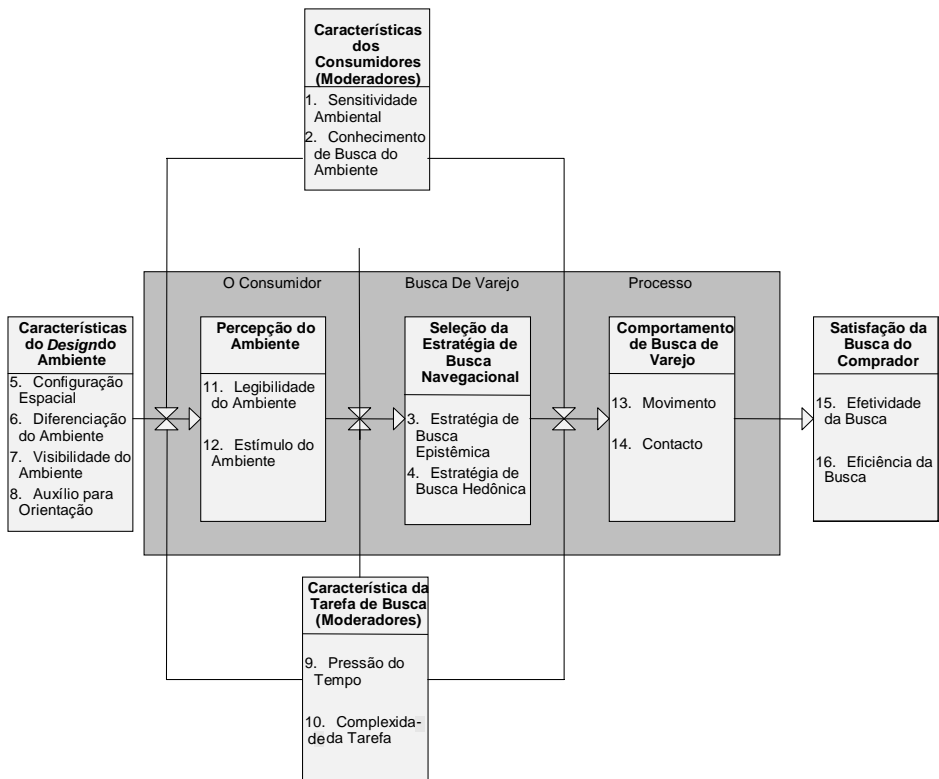 Características
dos
Consumidores
(Moderadores)
1. Sensitividade
Ambiental
2. Conhecimento
de Busca do
Ambiente
O Consumidor
Busca De Varejo
Processo
Características
do Designdo
Ambiente
5. Configuração
Espacial
6. Diferenciação
do Ambiente
7. Visibilidade do
Ambiente
8. Auxílio para
Orientação
Percepção do
Ambiente
11. Legibilidade
do Ambiente
12. Estímulo do
Ambiente
Seleção da
Estratégia de
Busca
Navegacional
3. Estratégia de
Busca
Epistêmica
4. Estratégia de
Busca Hedônica
Comportamento
de Busca de
Varejo
13. Movimento
14. Contacto
Satisfação da
Busca do
Comprador
15. Efetividade
da Busca
16. Eficiência da
Busca
Característica da
Tarefa de Busca
(Moderadores)
9. Pressão do
Tempo
10. Complexida-
deda Tarefa